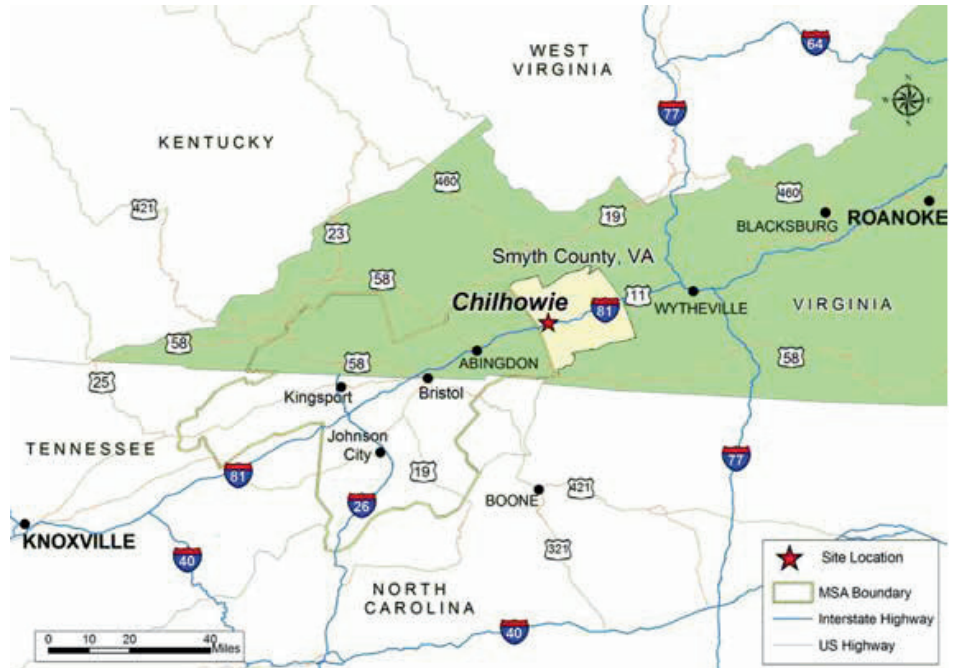 WEST
VIRGINIA
64
77
N
W E
S
KENTUCKY
460
421
460
19
BLACKSBURG
ROANOKE
23
Smyth County, VA
58
Chilhowie
11
81
WYTHEVILLE
VIRGINIA
58
ABINGDON
58
58
25
Kingsport
Bristol
TENNESSEE
Johnson
City
19
81
77
BOONE
421
26
KNOXVILLE
40
321
Site Location
NORTH
CAROLINA
MSA Boundary
Interstate Highway
40
US Highway
0 10 20 40
Miles